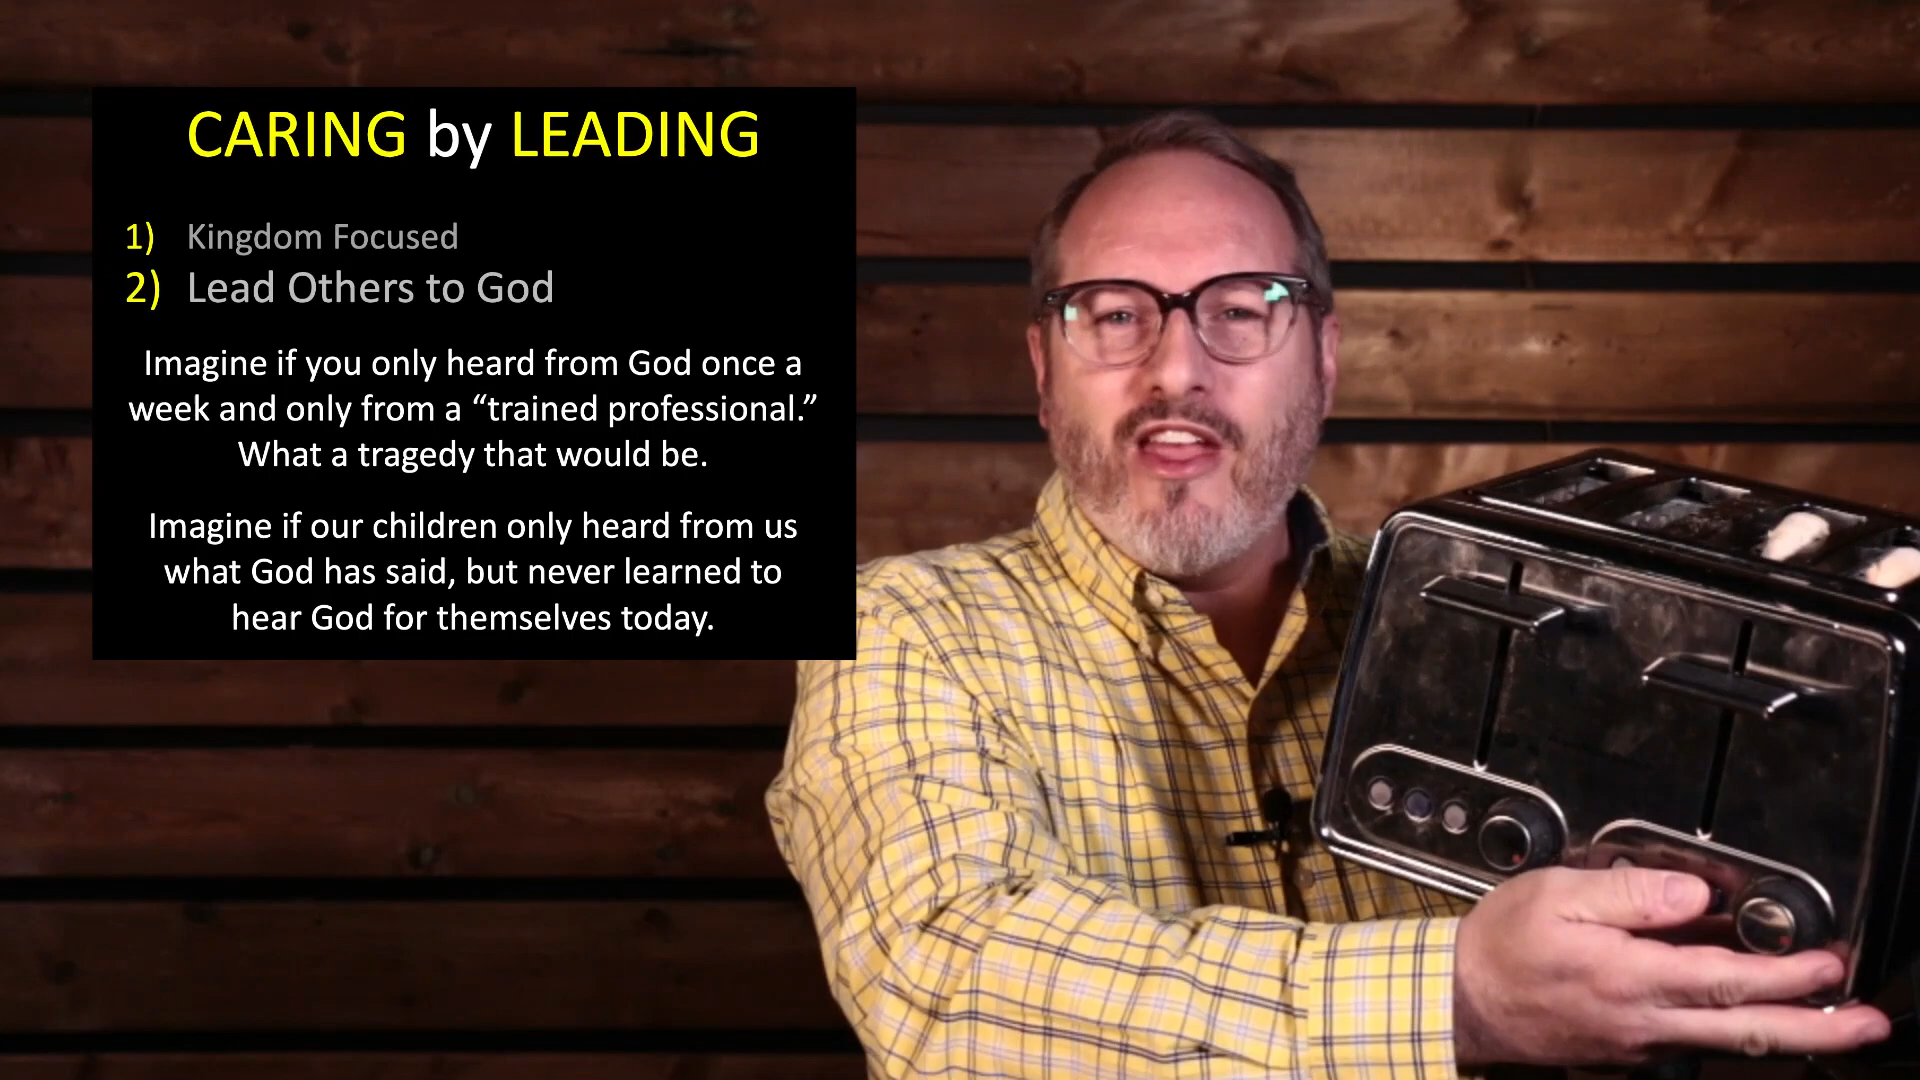 CARING by LEADING
1) Kingdom Focused
2) Lead Others to God
Imagine if you only heard from God once a
week and only from a “trained professional.”
What a tragedy that would be.
Imagine if our children only heard from us
what God has said, but never learned to
hear God for themselves today.